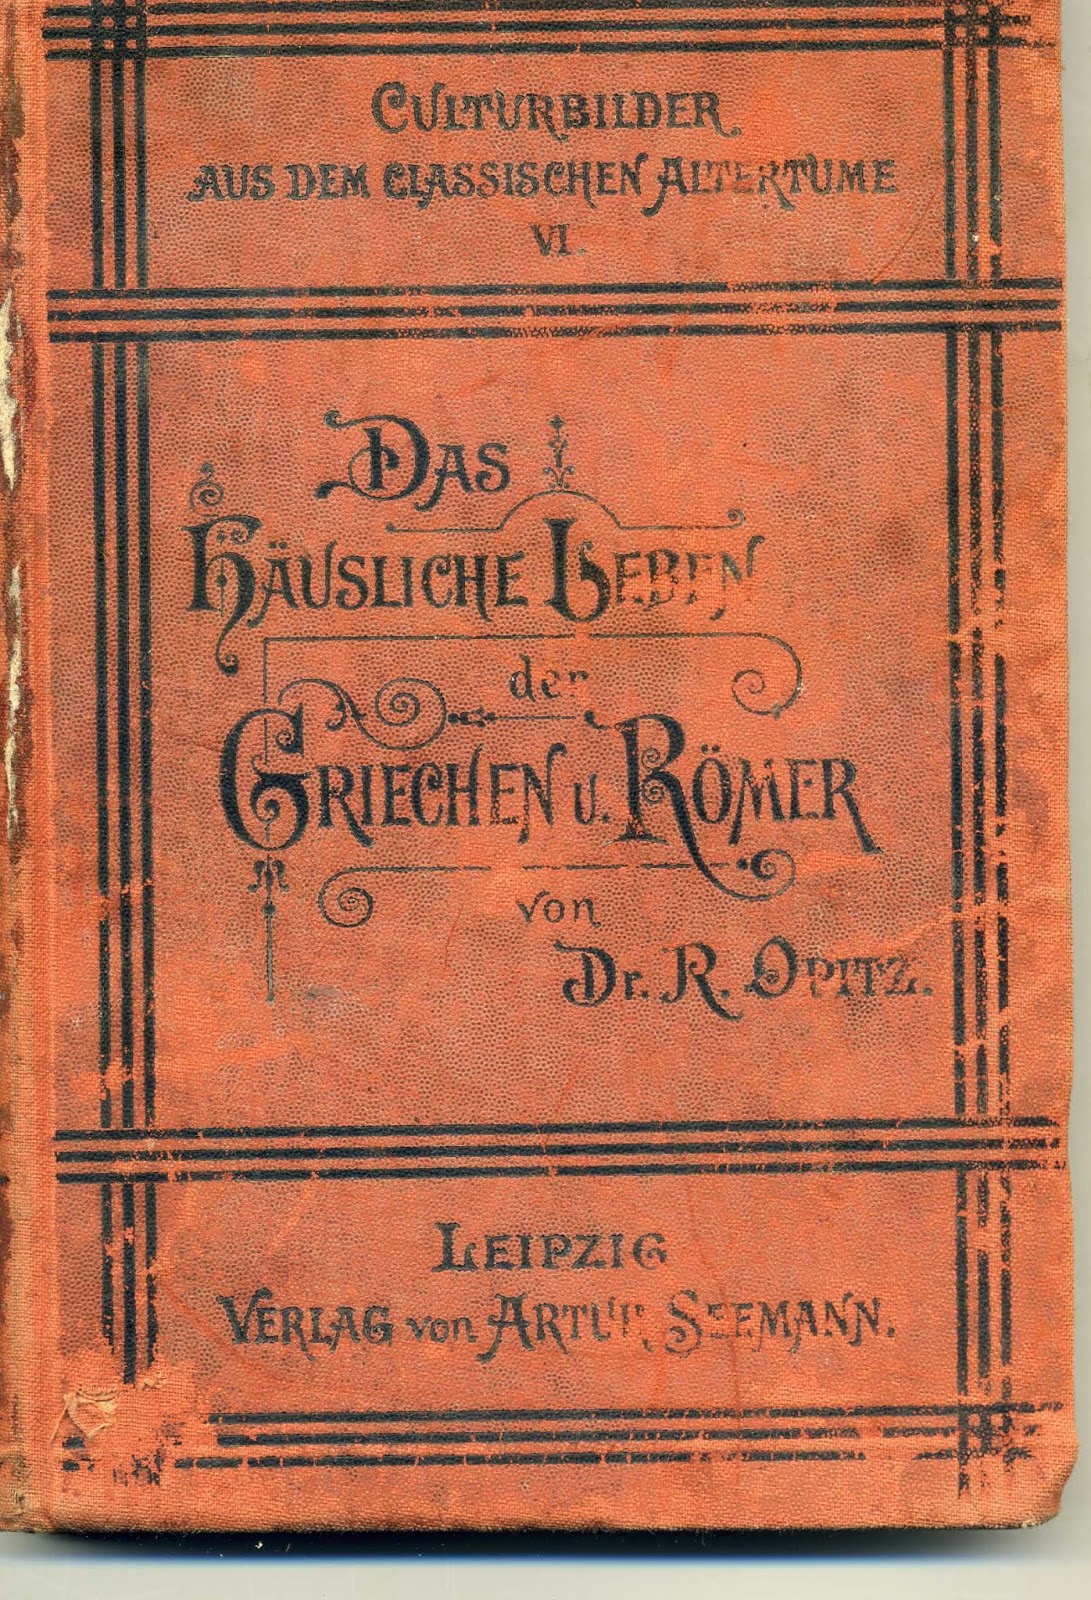 CULTURBILDER
AUS DEM CLASSISCHEN ALTERTUME
VI.
DAS
HÄUSLICHE LEBEN
der
GRIECHEN U. RÖMER
von
Dr. R. OPITZ.
LEIPZIG
VERLAG von ARTUR SEEMANN.